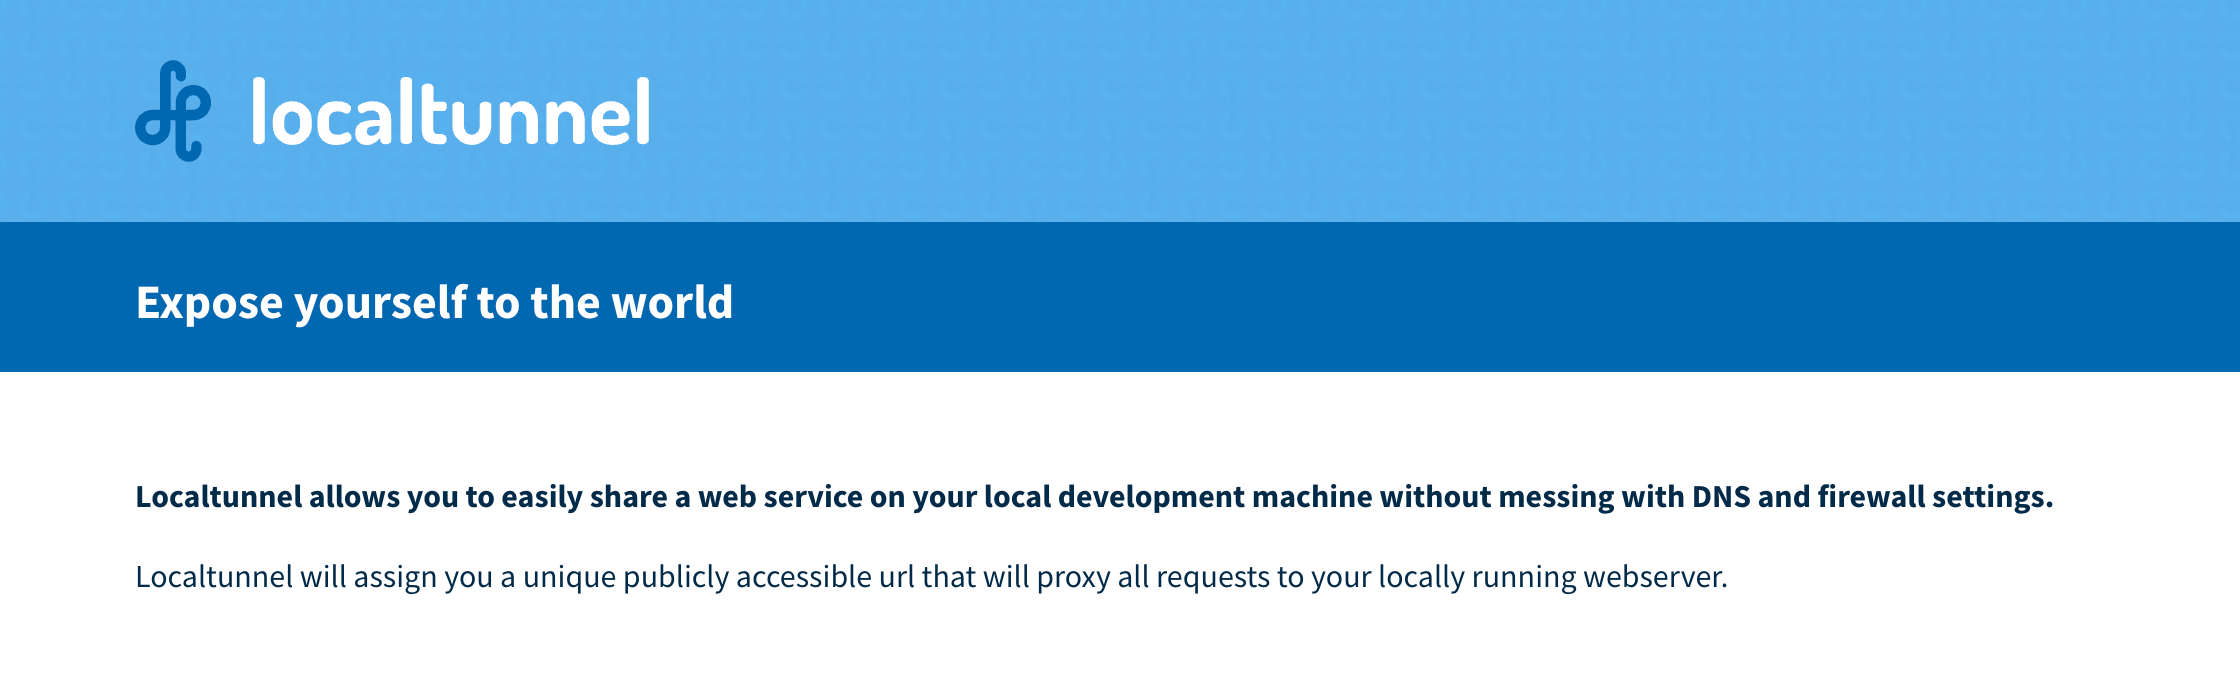 localtunnel
Expose yourself to the world
Localtunnel allows you to easily share a web service on your local development machine without messing with DNS and firewall settings.
Localtunnel will assign you a unique publicly accessible url that will proxy all requests to your locally running webserver.